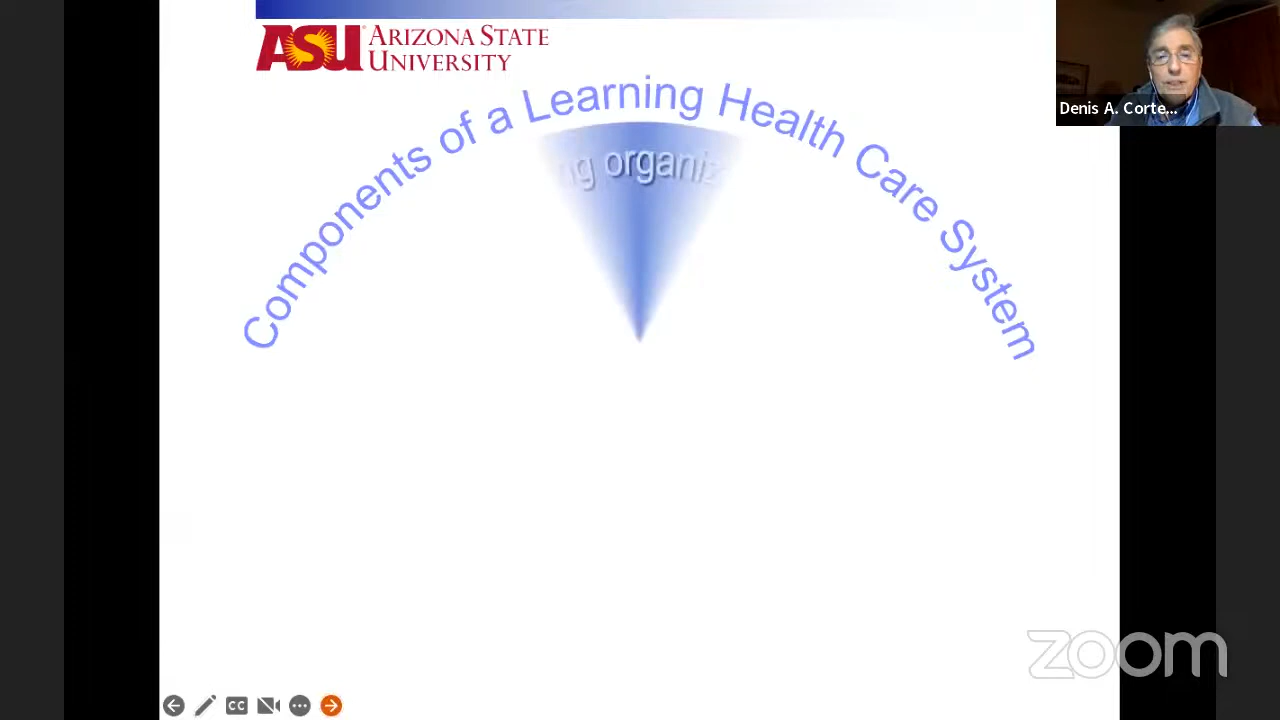 ASU ARIZONA STATE
UNIVERSITY
Components of a Learning Health Care System
Denis A. Corte...
CC
zoom